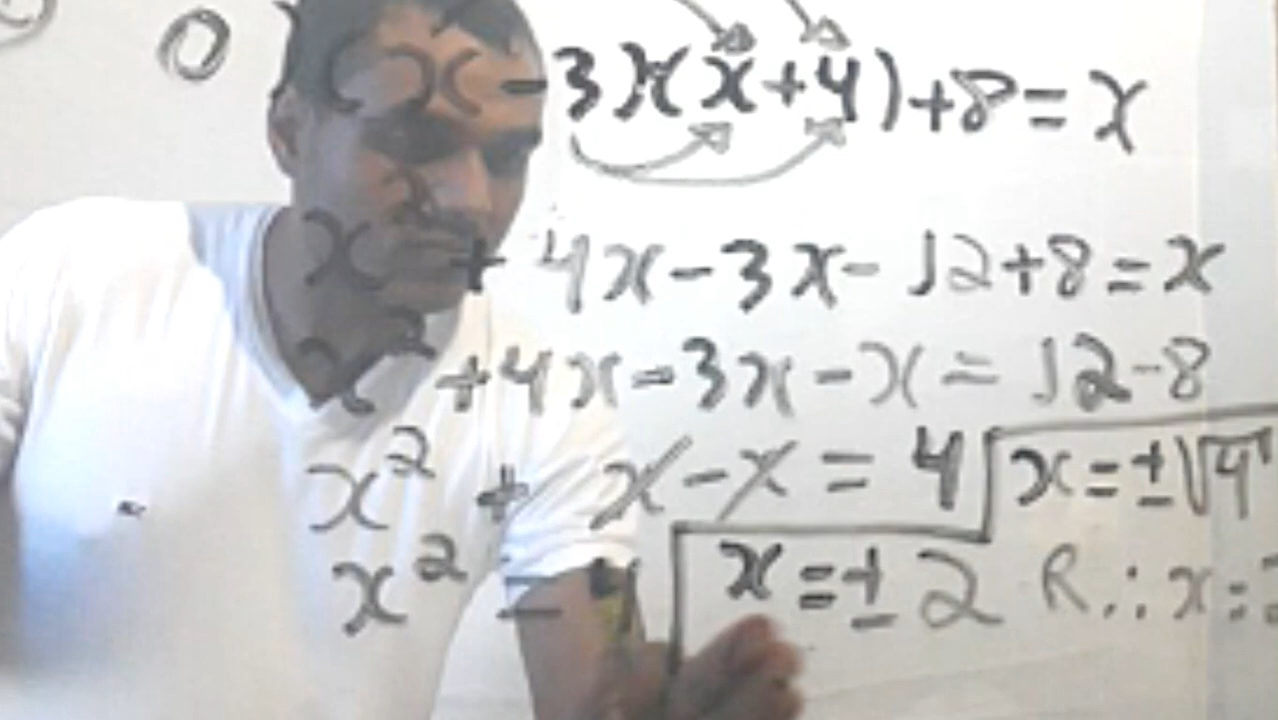 (x-3)×(x+4)+8=x
x²+4x-3x-12+8=x
x²+4x-3x-x=12-8
x²+x-x=4 x=±√4
x²=4 x=±2 R∴x=